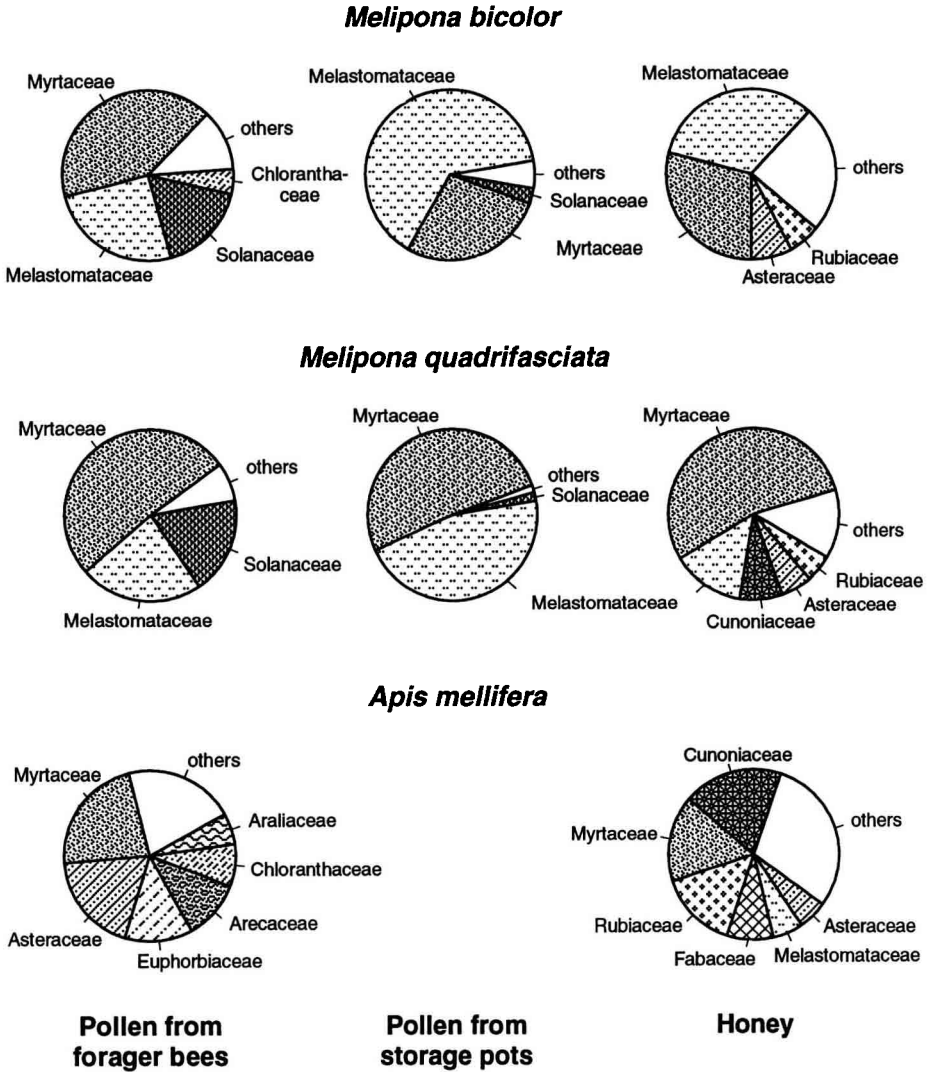 Melipona bicolor
Myrtaceae
others
Chlorantha-
ceae
Solanaceae
Melastomataceae
Melastomataceae
others
Solanaceae
Myrtaceae
Melastomataceae
others
Rubiaceae
Asteraceae
Melipona quadrifasciata
Myrtaceae
others
Solanaceae
Melastomataceae
Myrtaceae
others
Solanaceae
Melastomataceae
Myrtaceae
others
Rubiaceae
Asteraceae
Cunoniaceae
Apis mellifera
Myrtaceae
others
Araliaceae
Chloranthaceae
Arecaceae
Euphorbiaceae
Asteraceae
Cunoniaceae
others
Myrtaceae
Rubiaceae
Fabaceae
Melastomataceae
Asteraceae
Pollen from
forager bees
Pollen from
storage pots
Honey